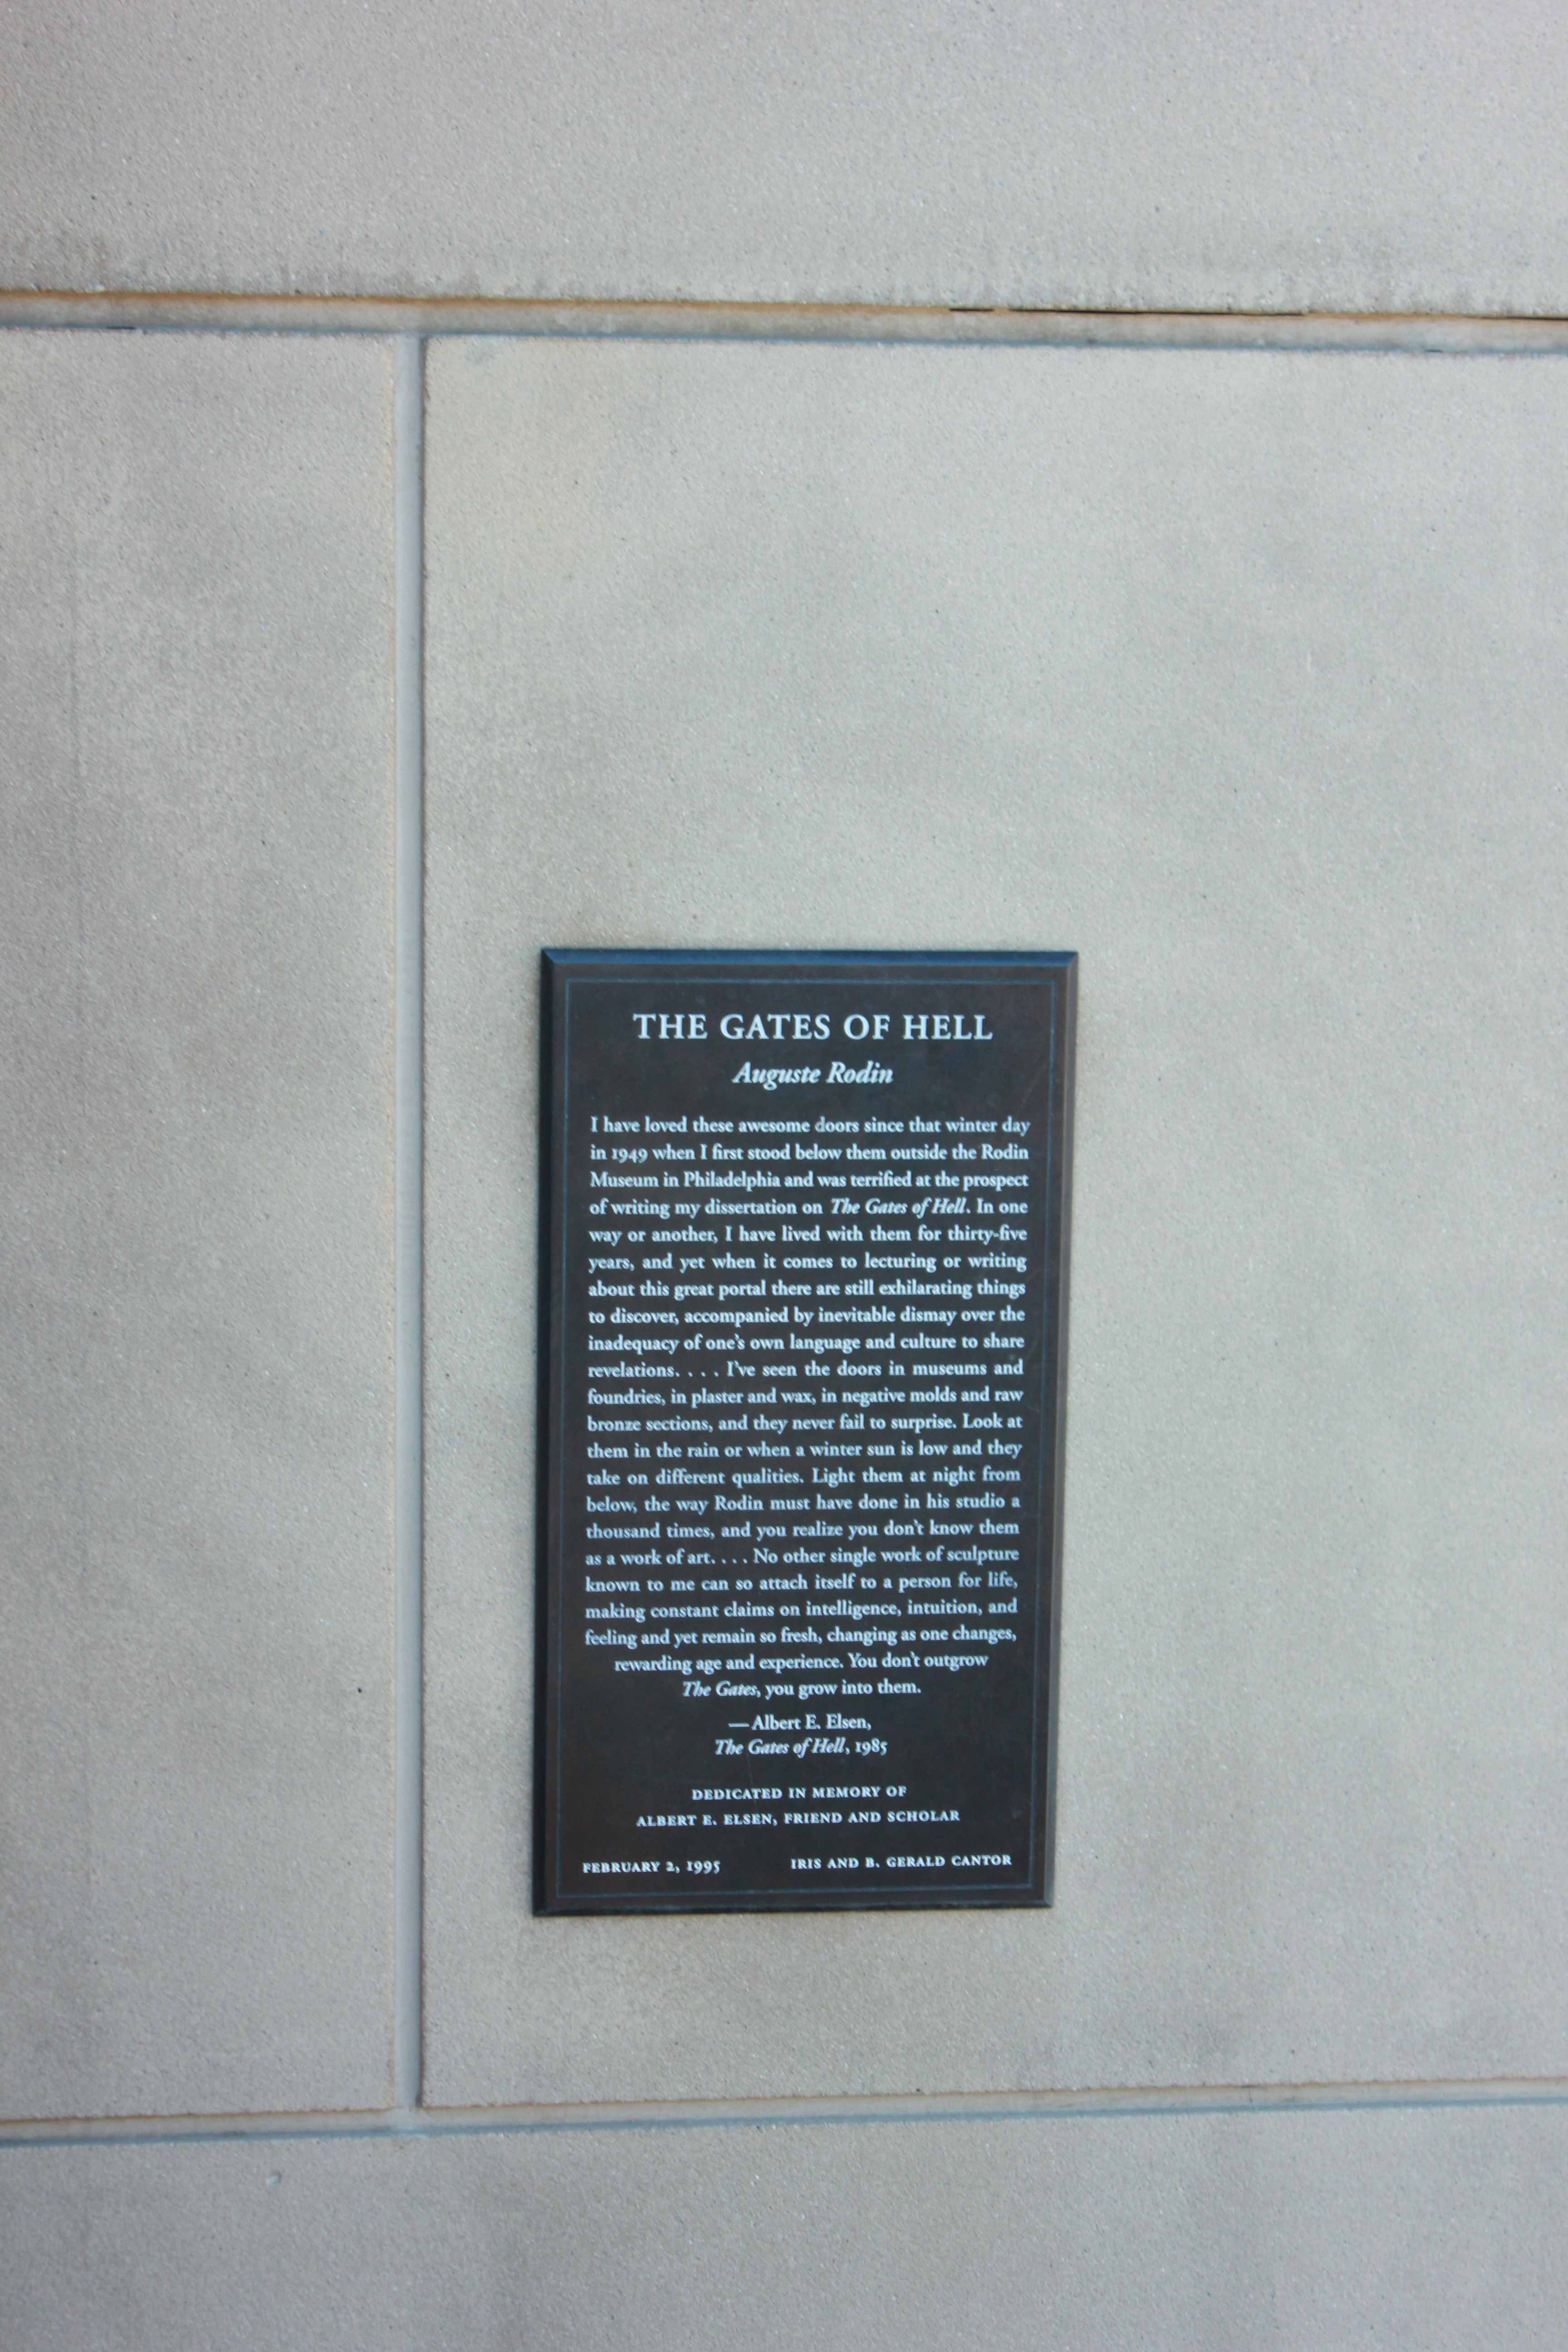 THE GATES OF HELL
Auguste Rodin
I have loved these awesome doors since that winter day
in 1949 when I first stood below them outside the Rodin
Museum in Philadelphia and was terrified at the prospect
of writing my dissertation on The Gates of Hell. In one
way or another, I have lived with them for thirty-five
years, and yet when it comes to lecturing or writing
about this great portal there are still exhilarating things
to discover, accompanied by inevitable dismay over the
inadequacy of one's own language and culture to share
revelations. . . . I've seen the doors in museums and
foundries, in plaster and wax, in negative molds and raw
bronze sections, and they never fail to surprise. Look at
them in the rain or when a winter sun is low and they
take on different qualities. Light them at night from
below, the way Rodin must have done in his studio a
thousand times, and you realize you don't know them
as a work of art. . . . No other single work of sculpture
known to me can so attach itself to a person for life,
making constant claims on intelligence, intuition, and
feeling and yet remain so fresh, changing as one changes,
rewarding age and experience. You don't outgrow
The Gates, you grow into them.
—Albert E. Elsen,
The Gates of Hell, 1985
DEDICATED IN MEMORY OF
ALBERT E. ELSEN, FRIEND AND SCHOLAR
FEBRUARY 2, 1995 IRIS AND B. GERALD CANTOR